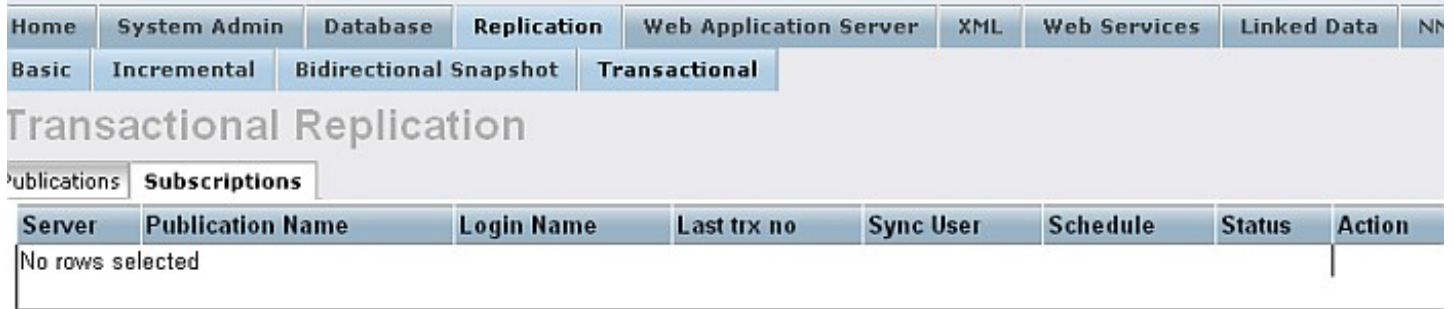 Home System Admin Database Replication Web Application Server XML Web Services Linked Data
Basic Incremental Bidirectional Snapshot Transactional
Transactional Replication
Publications Subscriptions
Server Publication Name Login Name Last trx no Sync User Schedule Status Action
No rows selected